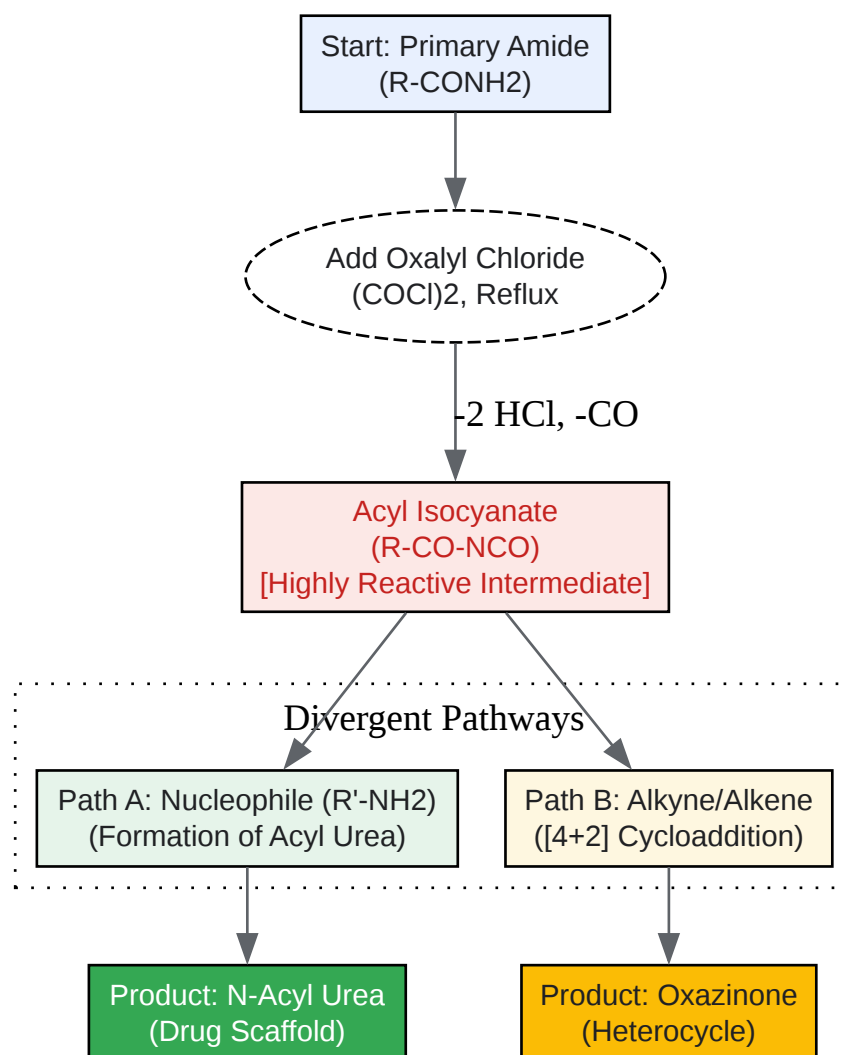 Start: Primary Amide
(R-CONH2)
Add Oxalyl Chloride
(COCl)2, Reflux
-2 HCl, -CO
Acyl Isocyanate
(R-CO-NCO)
[Highly Reactive Intermediate]
Divergent Pathways
Path A: Nucleophile (R'-NH2)
(Formation of Acyl Urea)
Path B: Alkyne/Alkene
([4+2] Cycloaddition)
Product: N-Acyl Urea
(Drug Scaffold)
Product: Oxazinone
(Heterocycle)